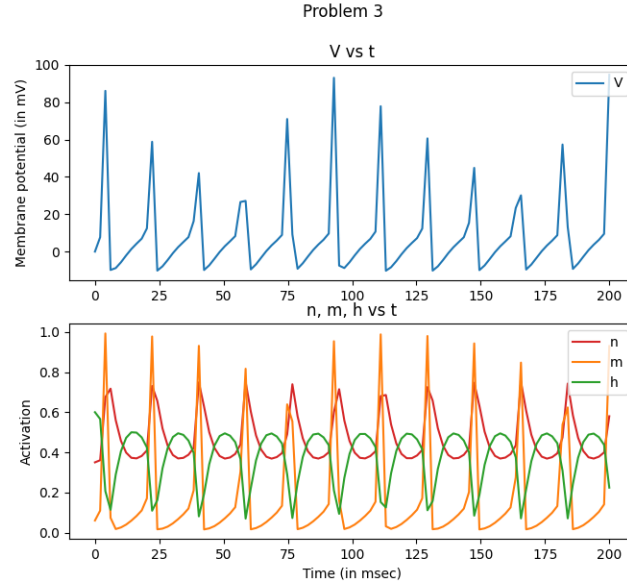 Problem 3
V vs t
Membrane potential (in mV)
100
80
60
40
20
0
V
0 25 50 75 100 125 150 175 200
n, m, h vs t
Activation
1.0
0.8
0.6
0.4
0.2
0.0
n
m
h
0 25 50 75 100 125 150 175 200
Time (in msec)